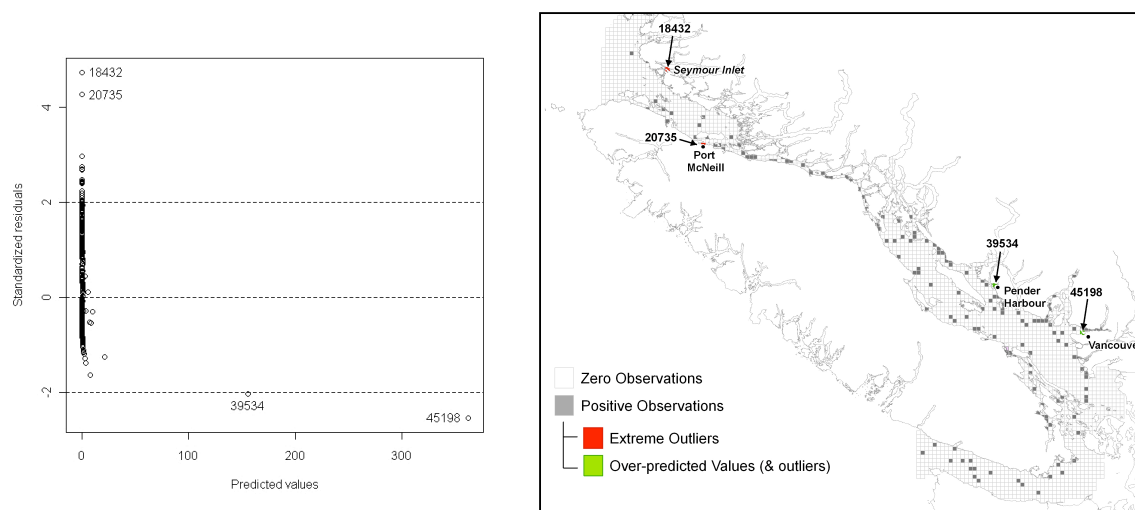 18432
20735
4
2
0
-2
39534
45198
0
100
200
300
Standardized residuals
Predicted values
18432
Seymour Inlet
20735
Port
McNeill
39534
Pender
Harbour
45198
Vancouve
Zero Observations
Positive Observations
Extreme Outliers
Over-predicted Values (& outliers)